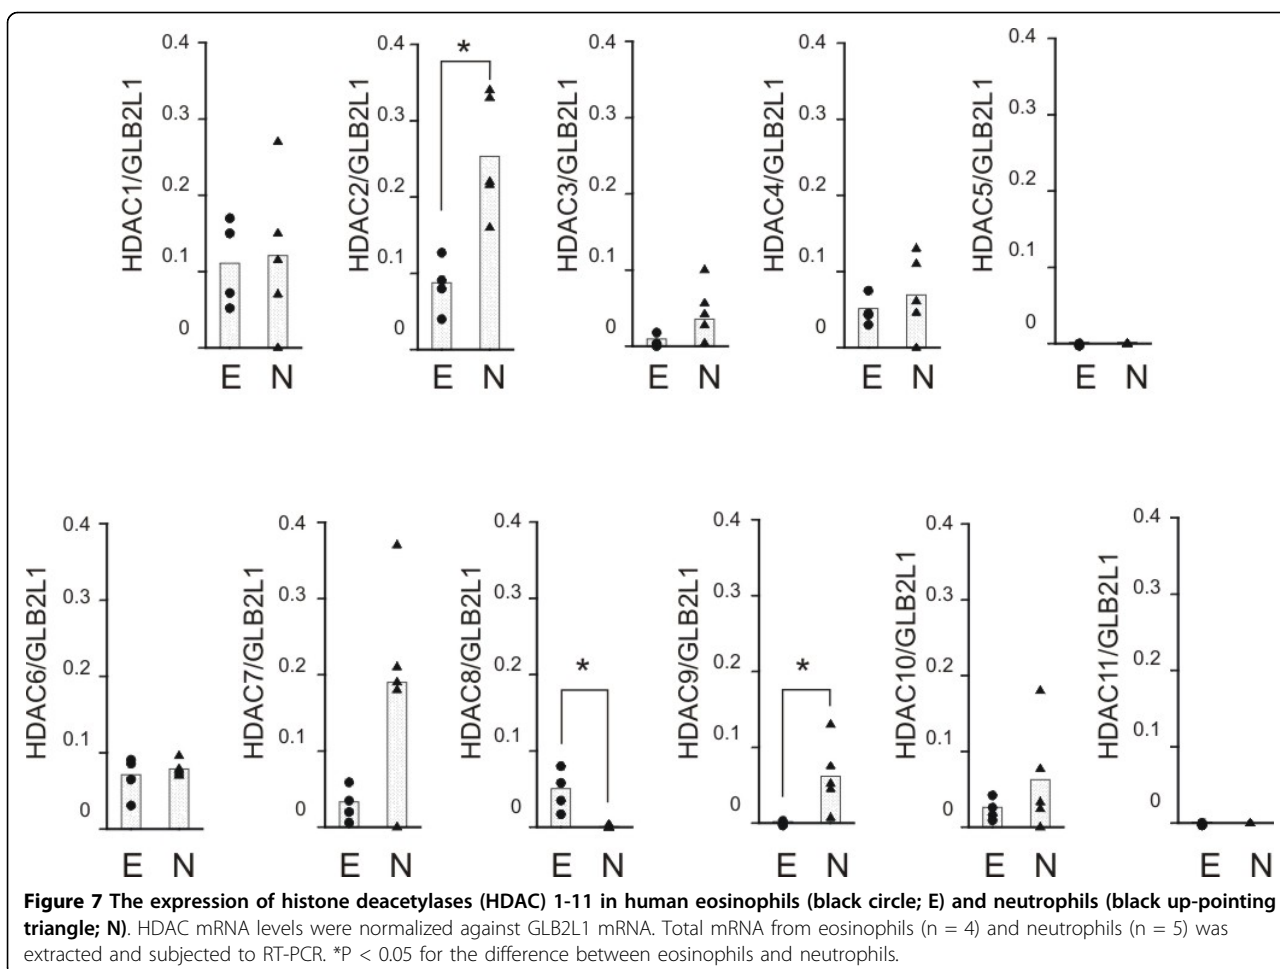 HDAC1/GLB2L1
0.4
0.3
0.2
0.1
0
E N
HDAC2/GLB2L1
0.4
0.3
0.2
0.1
0
*
E N
HDAC3/GLB2L1
0.4
0.3
0.2
0.1
0
E N
HDAC4/GLB2L1
0.4
0.3
0.2
0.1
0
E N
HDAC5/GLB2L1
0.4
0.3
0.2
0.1
0
E N
HDAC6/GLB2L1
0.4
0.3
0.2
0.1
0
E N
HDAC7/GLB2L1
0.4
0.3
0.2
0.1
0
E N
HDAC8/GLB2L1
0.4
0.3
0.2
0.1
0
*
E N
HDAC9/GLB2L1
0.4
0.3
0.2
0.1
0
*
E N
HDAC10/GLB2L1
0.4
0.3
0.2
0.1
0
E N
HDAC11/GLB2L1
0.4
0.3
0.2
0.1
0
E N
Figure 7 The expression of histone deacetylases (HDAC) 1-11 in human eosinophils (black circle; E) and neutrophils (black up-pointing
triangle; N). HDAC mRNA levels were normalized against GLB2L1 mRNA. Total mRNA from eosinophils (n = 4) and neutrophils (n = 5) was
extracted and subjected to RT-PCR. *P < 0.05 for the difference between eosinophils and neutrophils.